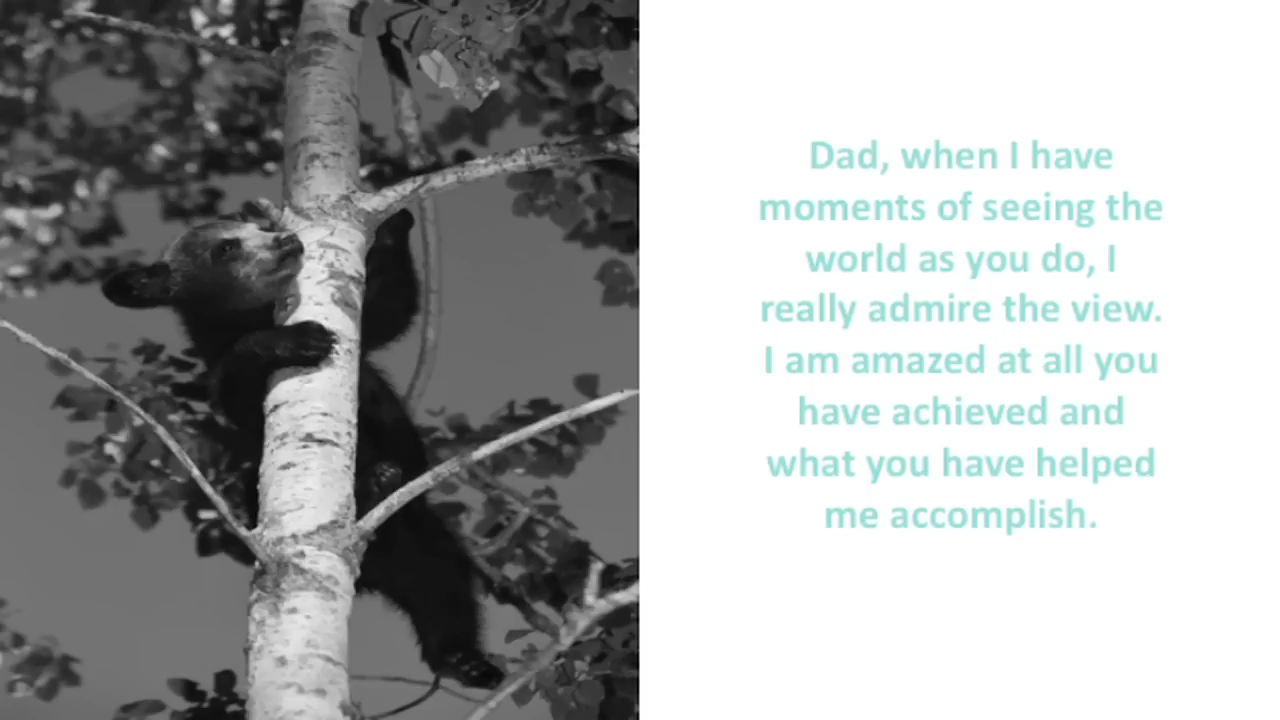 Dad, when I have
moments of seeing the
world as you do, I
really admire the view.
I am amazed at all you
have achieved and
what you have helped
me accomplish.